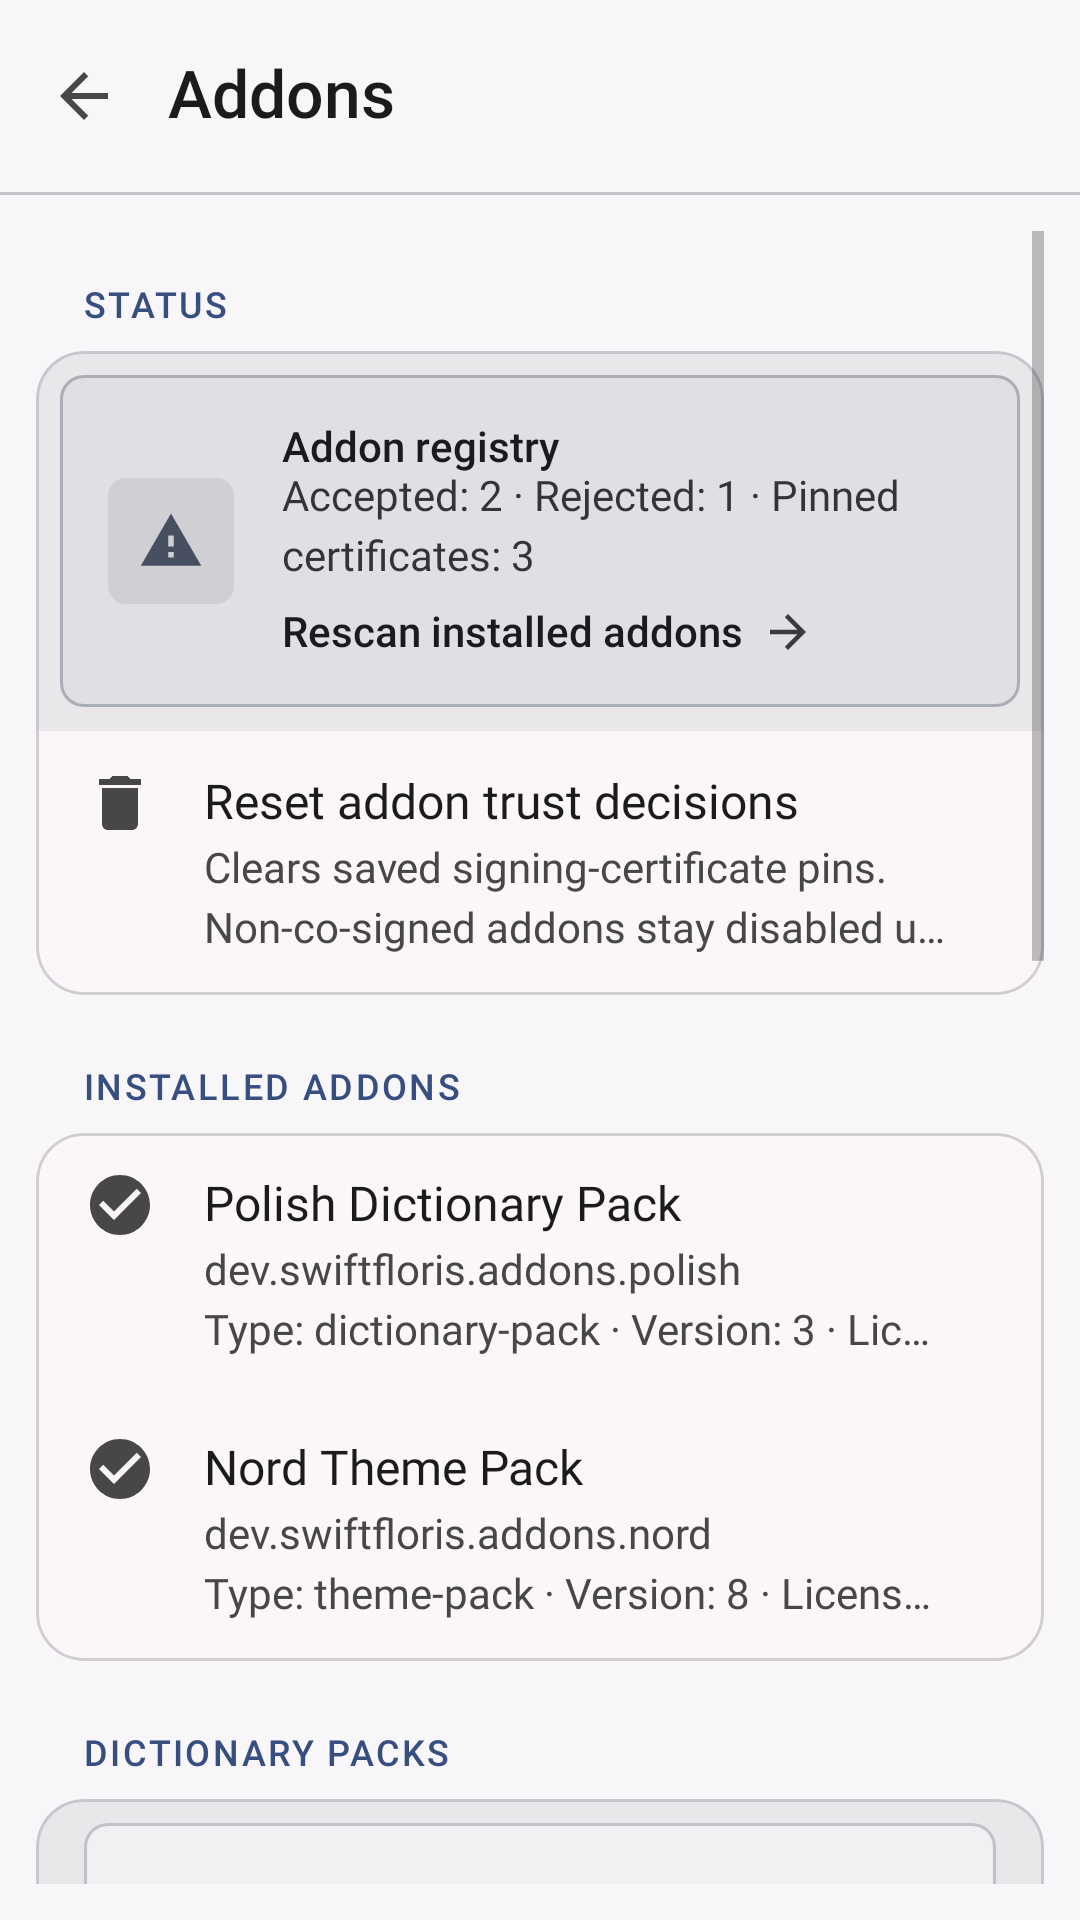 Addons
STATUS
Addon registry
Accepted: 2 · Rejected: 1 · Pinned
certificates: 3
Rescan installed addons
Reset addon trust decisions
Clears saved signing-certificate pins.
Non-co-signed addons stay disabled u…
INSTALLED ADDONS
Polish Dictionary Pack
dev.swiftfloris.addons.polish
Type: dictionary-pack · Version: 3 · Lic…
Nord Theme Pack
dev.swiftfloris.addons.nord
Type: theme-pack · Version: 8 · Licens…
DICTIONARY PACKS